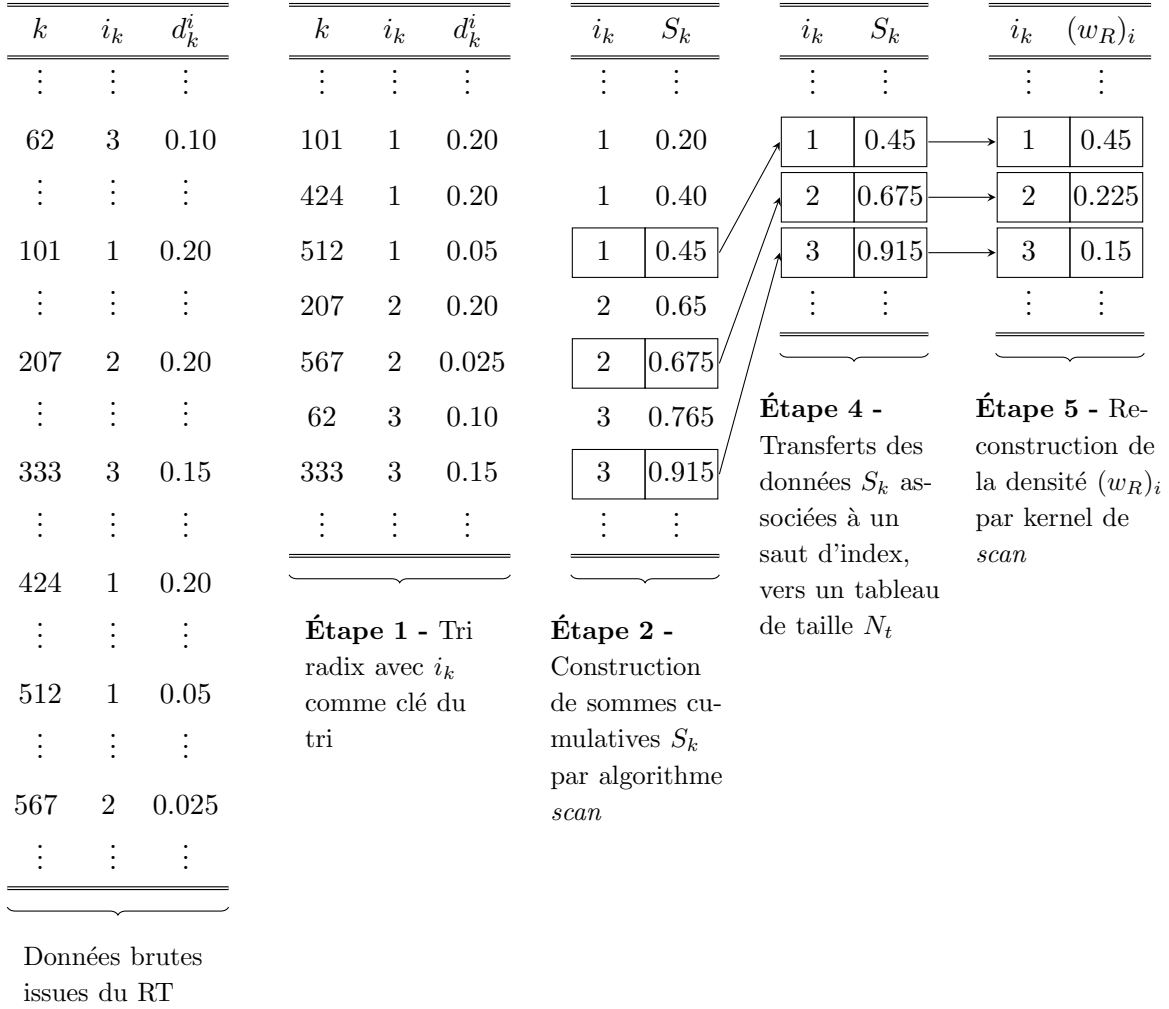 k i_k d_k^i
⋮ ⋮ ⋮
62 3 0.10
⋮ ⋮ ⋮
101 1 0.20
⋮ ⋮ ⋮
207 2 0.20
⋮ ⋮ ⋮
333 3 0.15
⋮ ⋮ ⋮
424 1 0.20
⋮ ⋮ ⋮
512 1 0.05
⋮ ⋮ ⋮
567 2 0.025
⋮ ⋮ ⋮
Données brutes
issues du RT
k i_k d_k^i
⋮ ⋮ ⋮
101 1 0.20
424 1 0.20
512 1 0.05
207 2 0.20
567 2 0.025
62 3 0.10
333 3 0.15
⋮ ⋮ ⋮
Étape 1 - Tri
radix avec i_k
comme clé du
tri
i_k S_k
⋮ ⋮
1 0.20
1 0.40
1 0.45
2 0.65
2 0.675
3 0.765
3 0.915
⋮ ⋮
Étape 2 -
Construction
de sommes cu-
mulatives S_k
par algorithme
scan
i_k S_k
⋮ ⋮
1 0.45
2 0.675
3 0.915
⋮ ⋮
Étape 4 -
Transferts des
données S_k as-
sociées à un
saut d'index,
vers un tableau
de taille N_t
i_k (w_R)_i
⋮ ⋮
1 0.45
2 0.225
3 0.15
⋮ ⋮
Étape 5 - Re-
construction de
la densité (w_R)_i
par kernel de
scan